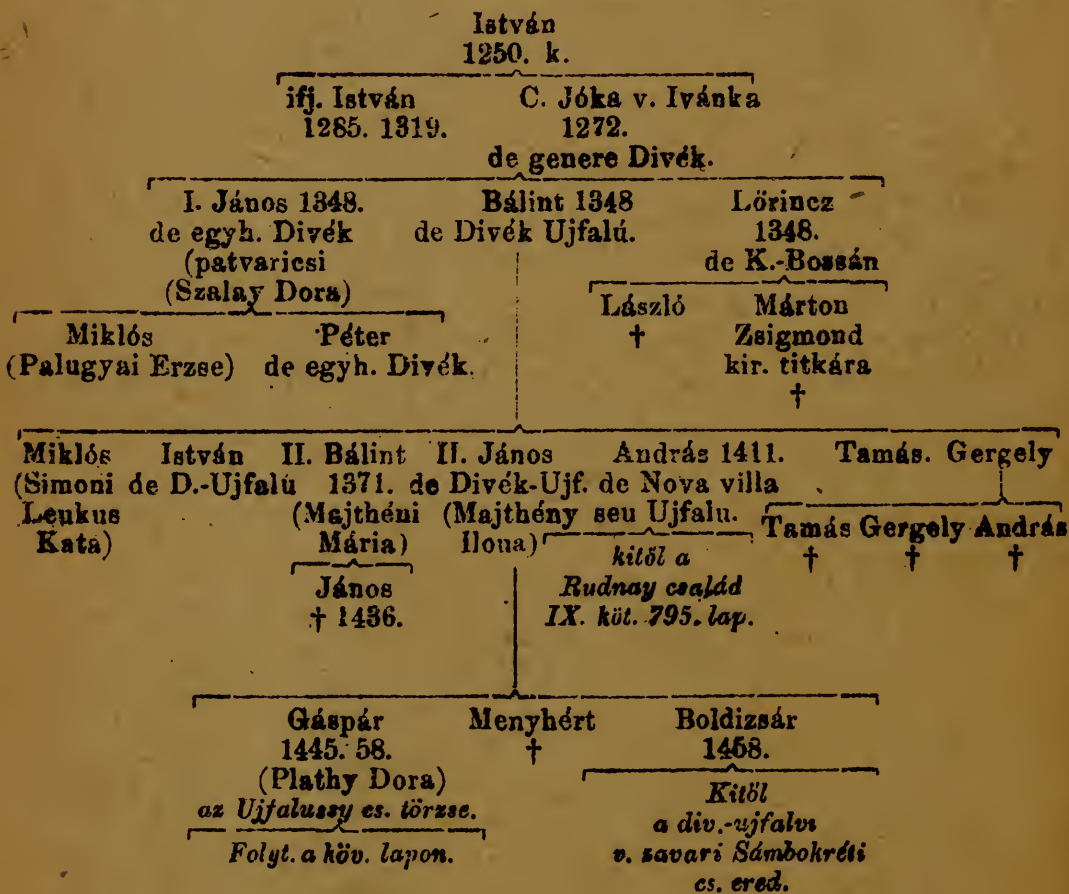 István
1250. k.
ifj. István C. Jóka v. Ivánka
1285. 1319. 1272.
de genere Divék.
I. János 1348. Bálint 1348 Lőrincz
de egyh. Divék de Divék Ujfalú. 1348.
(patvaricsi de K.-Bossán
(Szalay Dora) László Márton
Miklós Péter † Zsigmond
(Palugyai Erzse) de egyh. Divék. kir. titkára
†
Miklós István II. Bálint II. János András 1411. Tamás. Gergely
(Simoni de D.-Ujfalú 1371. de Divék-Ujf. de Nova villa
Leukus (Majthéni (Majthény seu Ujfalu. Tamás Gergely András
Kata) Mária) Ilona) kitől a † † †
János Rudnay család
† 1436. IX. köt. 795. lap.
Gáspár Menyhért Boldizsár
1445. 58. † 1458.
(Plathy Dora) Kitől
az Ujfalussy cs. törzse. a div.-ujfalvi
Folyt. a köv. lapon. v. savari Sámbokréti
cs. ered.